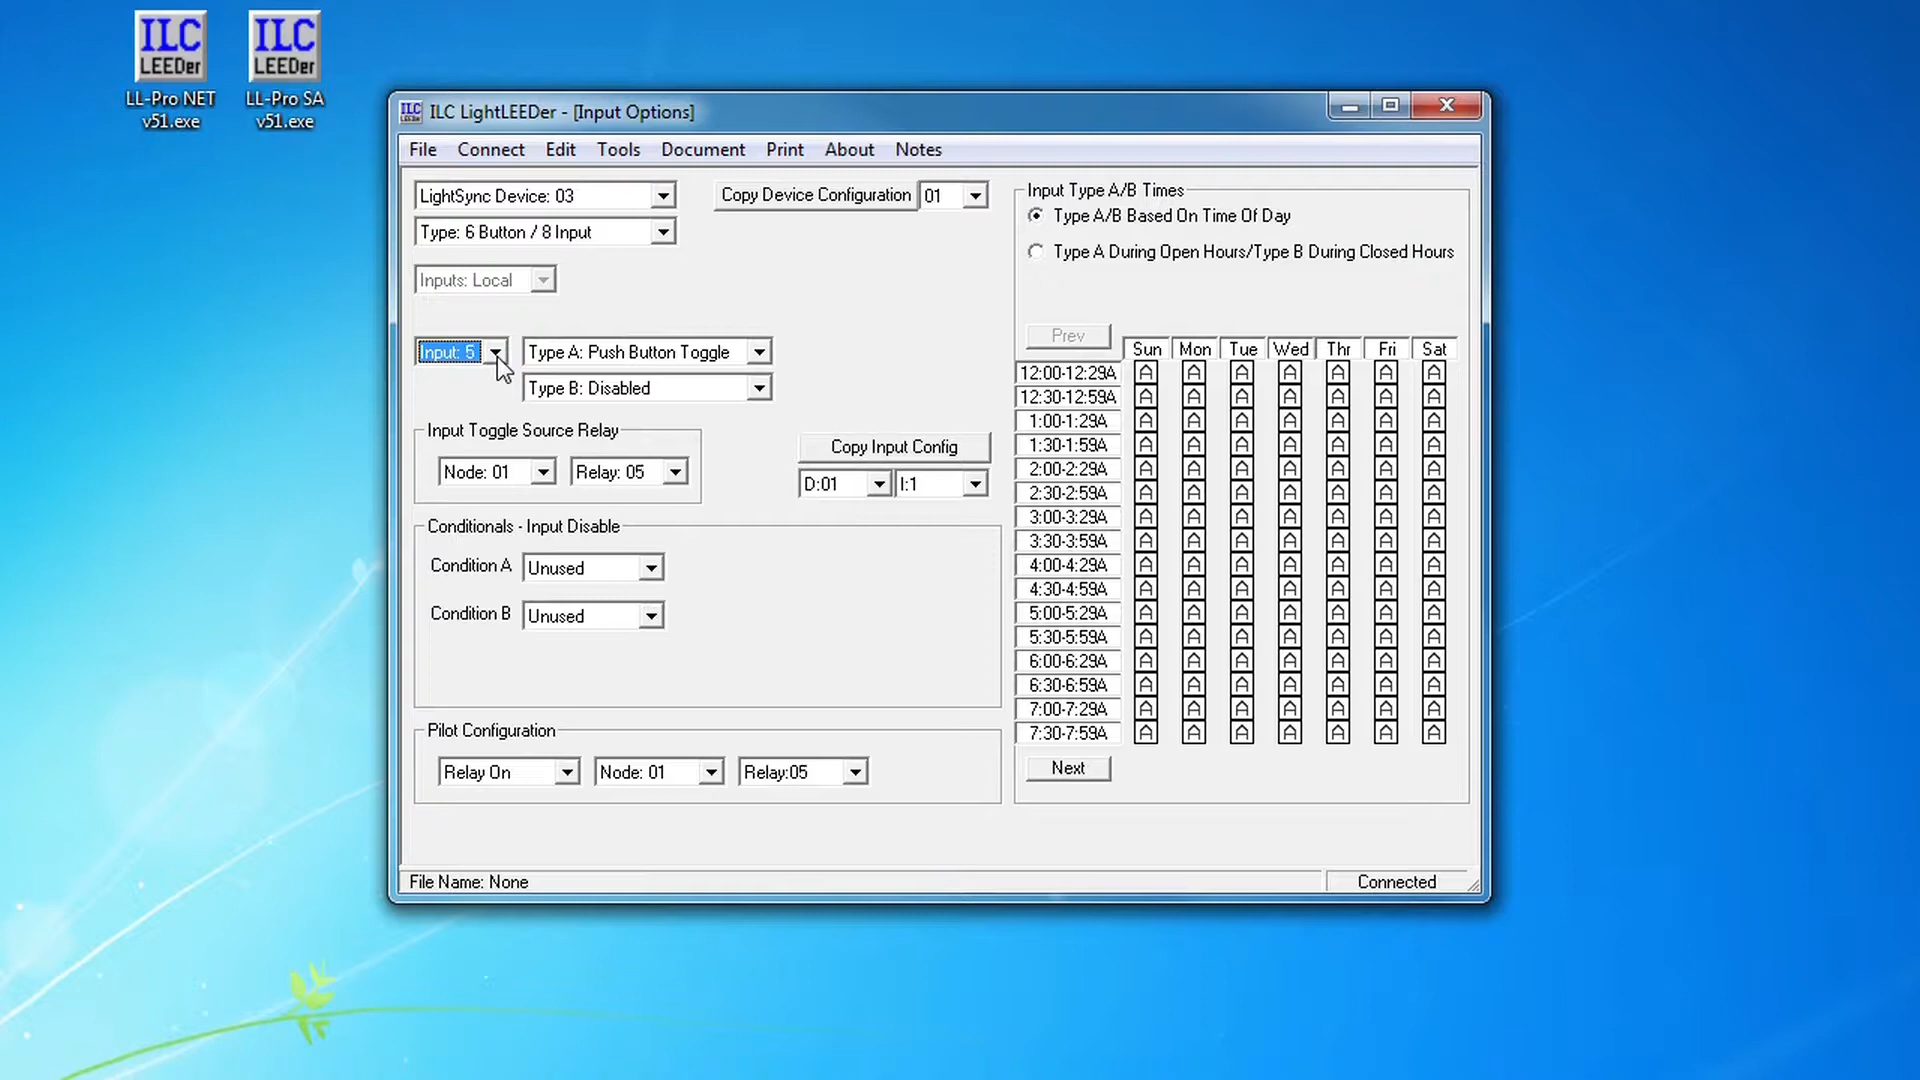 ILC
LEEDer
LL-Pro NET
v51.exe
ILC
LEEDer
LL-Pro SA
v51.exe
ILC
LEEDer
ILC LightLEEDer - [Input Options]
File Connect Edit Tools Document Print About Notes
LightSync Device: 03
Copy Device Configuration 01
Type: 6 Button / 8 Input
Inputs: Local
Input: 5 Type A: Push Button Toggle
Type B: Disabled
Input Toggle Source Relay
Node: 01 Relay: 05
Copy Input Config
D:01 I:1
Conditionals - Input Disable
Condition A Unused
Condition B Unused
Pilot Configuration
Relay On Node: 01 Relay:05
Input Type A/B Times
Type A/B Based On Time Of Day
Type A During Open Hours/Type B During Closed Hours
Prev
Sun Mon Tue Wed Thr Fri Sat
12:00-12:29A A A A A A A A
12:30-12:59A A A A A A A A
1:00-1:29A A A A A A A A
1:30-1:59A A A A A A A A
2:00-2:29A A A A A A A A
2:30-2:59A A A A A A A A
3:00-3:29A A A A A A A A
3:30-3:59A A A A A A A A
4:00-4:29A A A A A A A A
4:30-4:59A A A A A A A A
5:00-5:29A A A A A A A A
5:30-5:59A A A A A A A A
6:00-6:29A A A A A A A A
6:30-6:59A A A A A A A A
7:00-7:29A A A A A A A A
7:30-7:59A A A A A A A A
Next
File Name: None
Connected